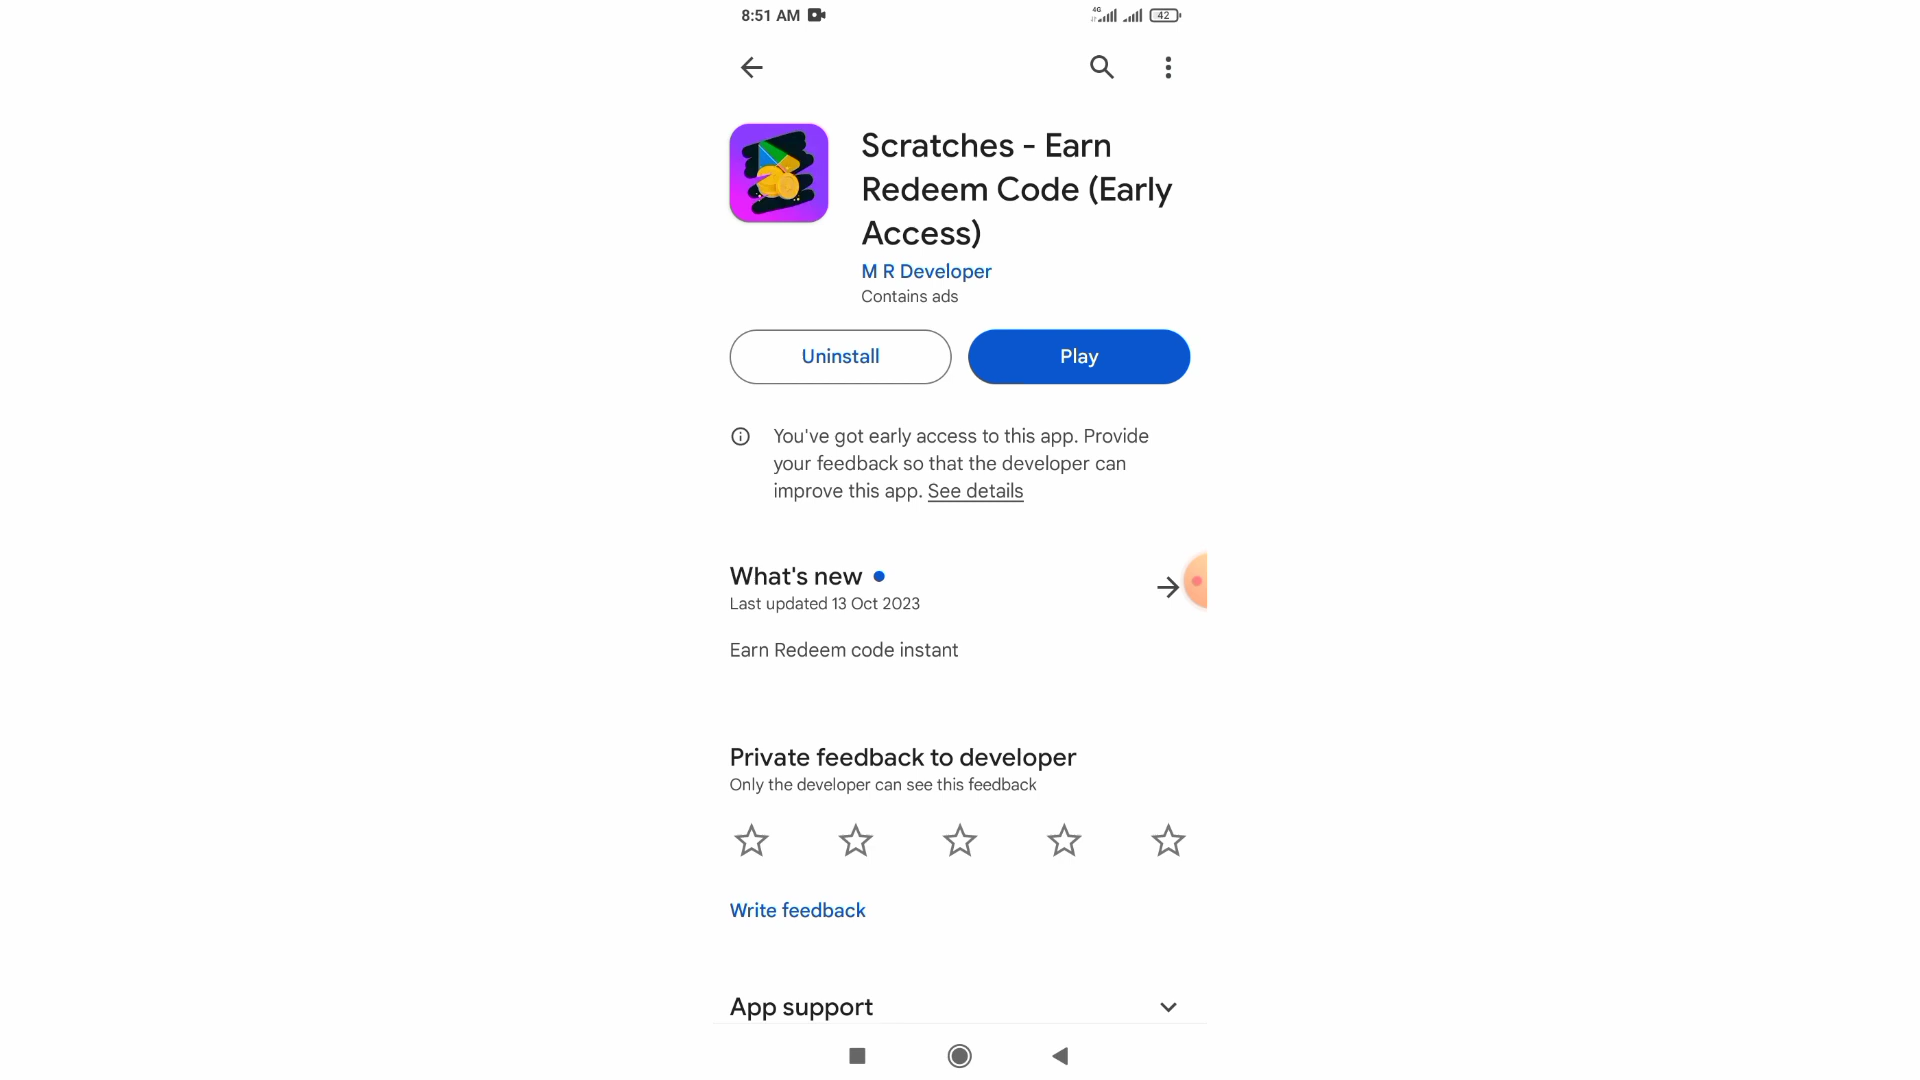 8:51 AM
4G
42
Scratches - Earn
Redeem Code (Early
Access)
M R Developer
Contains ads
Uninstall
Play
You've got early access to this app. Provide
your feedback so that the developer can
improve this app. See details
What's new
Last updated 13 Oct 2023
Earn Redeem code instant
Private feedback to developer
Only the developer can see this feedback
Write feedback
App support